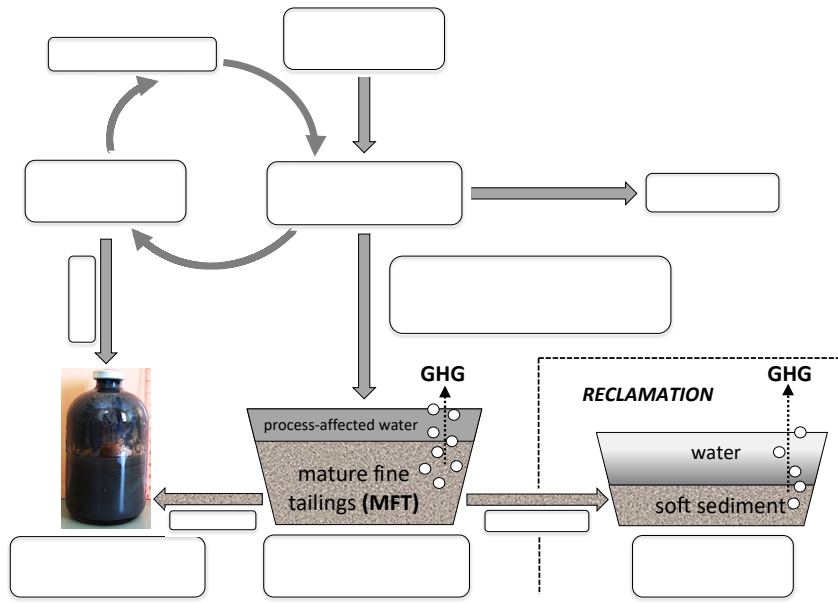 GHG
process-affected water
mature fine
tailings (MFT)
RECLAMATION
GHG
water
soft sediment